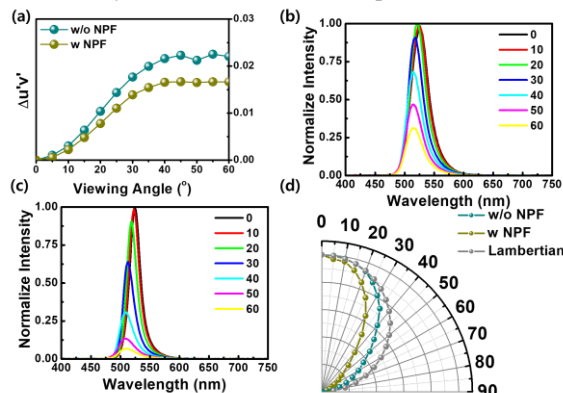 (a)
w/o NPF
w NPF
0.03
0.02
0.01
0.00
Δu'v'
0 10 20 30 40 50 60
Viewing Angle (°)
(b)
Normalize Intensity
1.00
0.75
0.50
0.25
0.00
0
10
20
30
40
50
60
400 450 500 550 600 650 700 750
Wavelength (nm)
(c)
Normalize Intensity
1.00
0.75
0.50
0.25
0.00
0
10
20
30
40
50
60
400 450 500 550 600 650 700 750
Wavelength (nm)
(d)
w/o NPF
w NPF
Lambertian
0 10 20 30 40 50 60 70 80 90